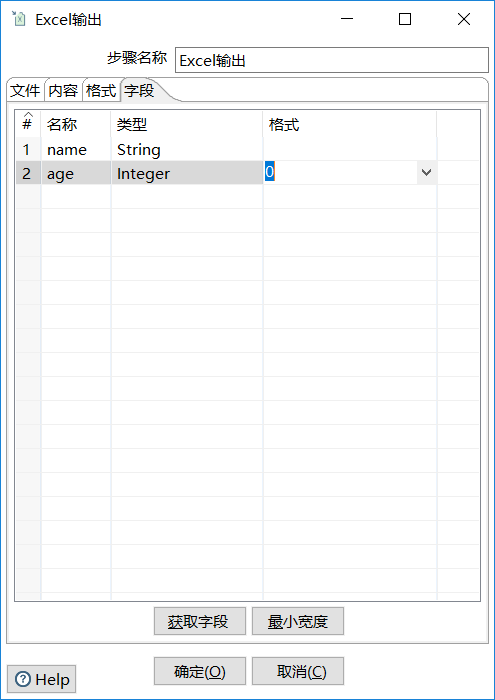 Excel输出
步骤名称 Excel输出
文件 内容 格式 字段
# 名称 类型 格式
1 name String
2 age Integer 0
获取字段 最小宽度
Help 确定(O) 取消(C)